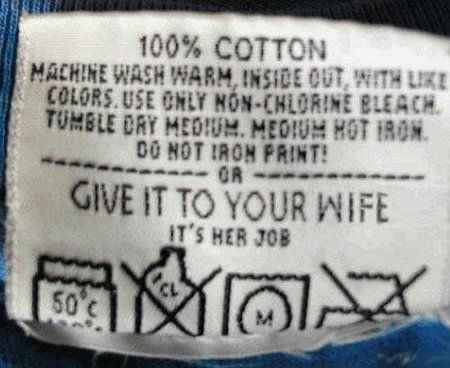 100% COTTON
MACHINE WASH WARM, INSIDE OUT, WITH LIKE
COLORS. USE ONLY NON-CHLORINE BLEACH.
TUMBLE DRY MEDIUM. MEDIUM HOT IRON.
DO NOT IRON PRINT!
OR
GIVE IT TO YOUR WIFE
IT'S HER JOB
50°C CL M